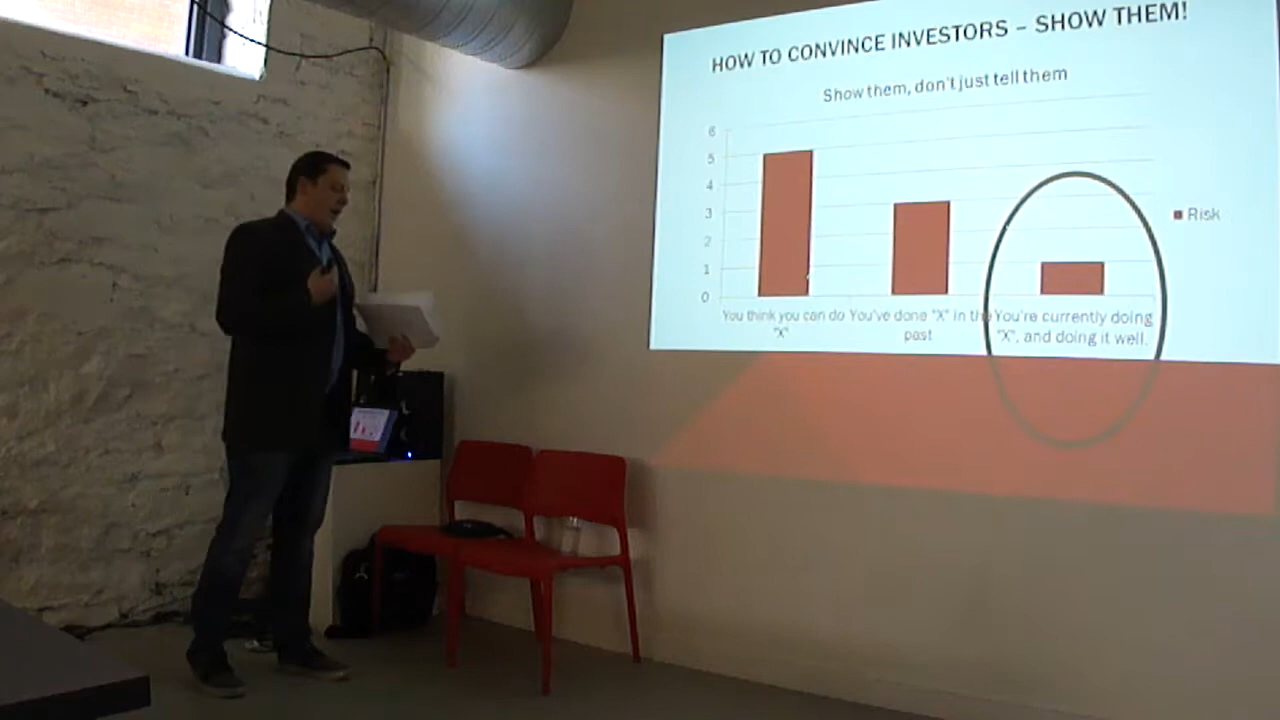 HOW TO CONVINCE INVESTORS – SHOW THEM!
Show them, don't just tell them
6
5
4
3
2
1
0
Risk
You think you can do "X"
You've done "X" in the past
You're currently doing "X", and doing it well.